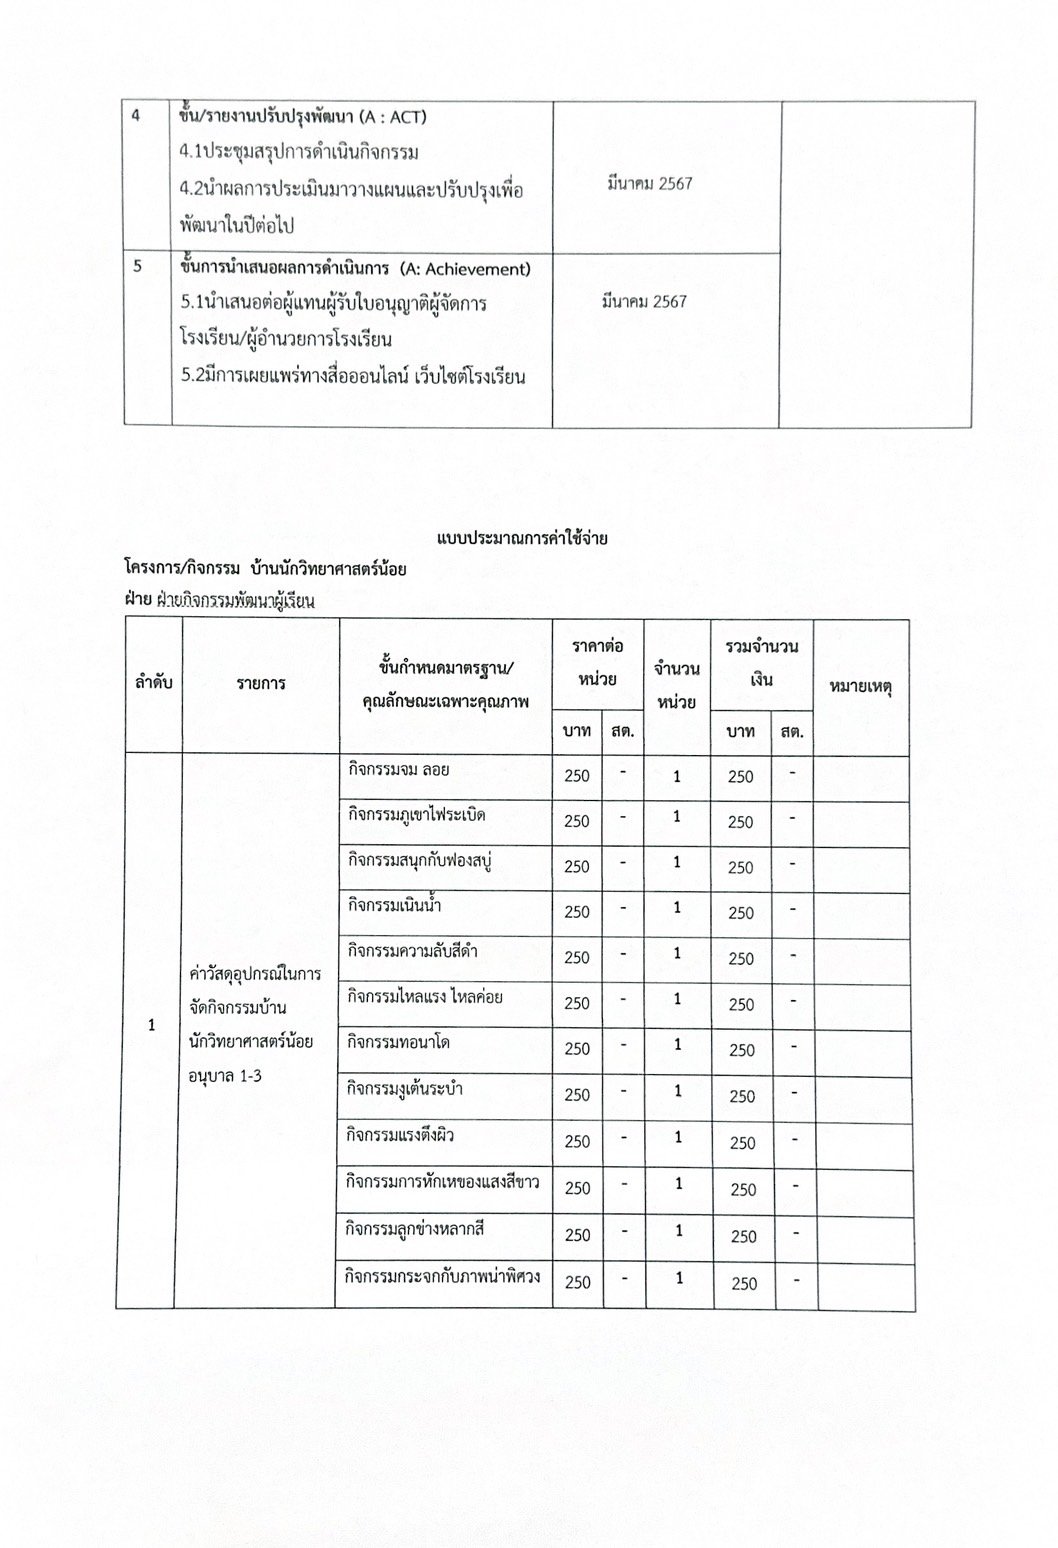 4 ขั้น/รายงานปรับปรุงพัฒนา (A : ACT)
4.1ประชุมสรุปการดำเนินกิจกรรม
4.2นำผลการประเมินมาวางแผนและปรับปรุงเพื่อ
พัฒนาในปีต่อไป
มีนาคม 2567
5 ขั้นการนำเสนอผลการดำเนินการ (A: Achievement)
5.1นำเสนอต่อผู้แทนผู้รับใบอนุญาติผู้จัดการ
โรงเรียน/ผู้อำนวยการโรงเรียน
5.2มีการเผยแพร่ทางสื่อออนไลน์ เว็บไซต์โรงเรียน
มีนาคม 2567
แบบประมาณการค่าใช้จ่าย
โครงการ/กิจกรรม บ้านนักวิทยาศาสตร์น้อย
ฝ่าย ฝ่ายกิจกรรมพัฒนาผู้เรียน
ลำดับ
รายการ
ขั้นกำหนดมาตรฐาน/
คุณลักษณะเฉพาะคุณภาพ
ราคาต่อ
หน่วย
จำนวน
หน่วย
รวมจำนวน
เงิน
หมายเหตุ
บาท สต. บาท สต.
1
ค่าวัสดุอุปกรณ์ในการ
จัดกิจกรรมบ้าน
นักวิทยาศาสตร์น้อย
อนุบาล 1-3
กิจกรรมจม ลอย 250 - 1 250 -
กิจกรรมภูเขาไฟระเบิด 250 - 1 250 -
กิจกรรมสนุกกับฟองสบู่ 250 - 1 250 -
กิจกรรมเนินน้ำ 250 - 1 250 -
กิจกรรมความลับสีดำ 250 - 1 250 -
กิจกรรมไหลแรง ไหลค่อย 250 - 1 250 -
กิจกรรมทอนาโด 250 - 1 250 -
กิจกรรมงูเต้นระบำ 250 - 1 250 -
กิจกรรมแรงตึงผิว 250 - 1 250 -
กิจกรรมการหักเหของแสงสีขาว 250 - 1 250 -
กิจกรรมลูกข่างหลากสี 250 - 1 250 -
กิจกรรมกระจกกับภาพน่าพิศวง 250 - 1 250 -